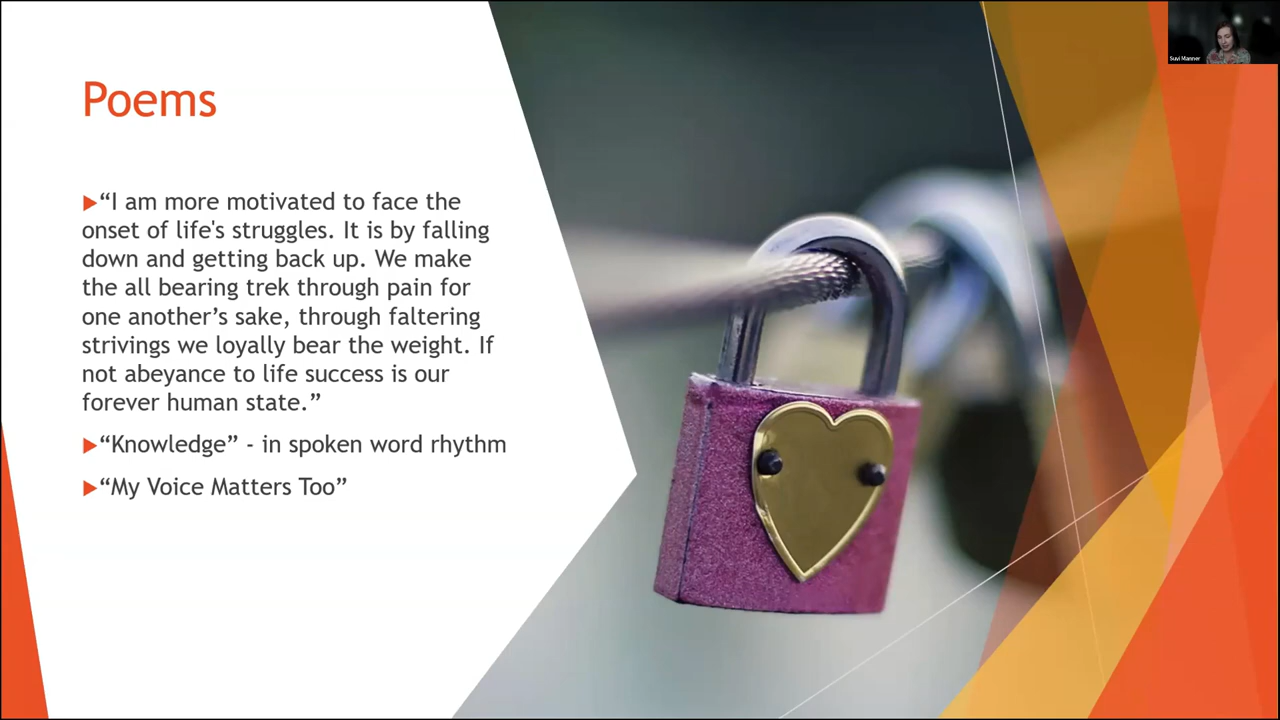 Poems
“I am more motivated to face the
onset of life's struggles. It is by falling
down and getting back up. We make
the all bearing trek through pain for
one another’s sake, through faltering
strivings we loyally bear the weight. If
not abeyance to life success is our
forever human state.”
“Knowledge” - in spoken word rhythm
“My Voice Matters Too”
Suvi Manner